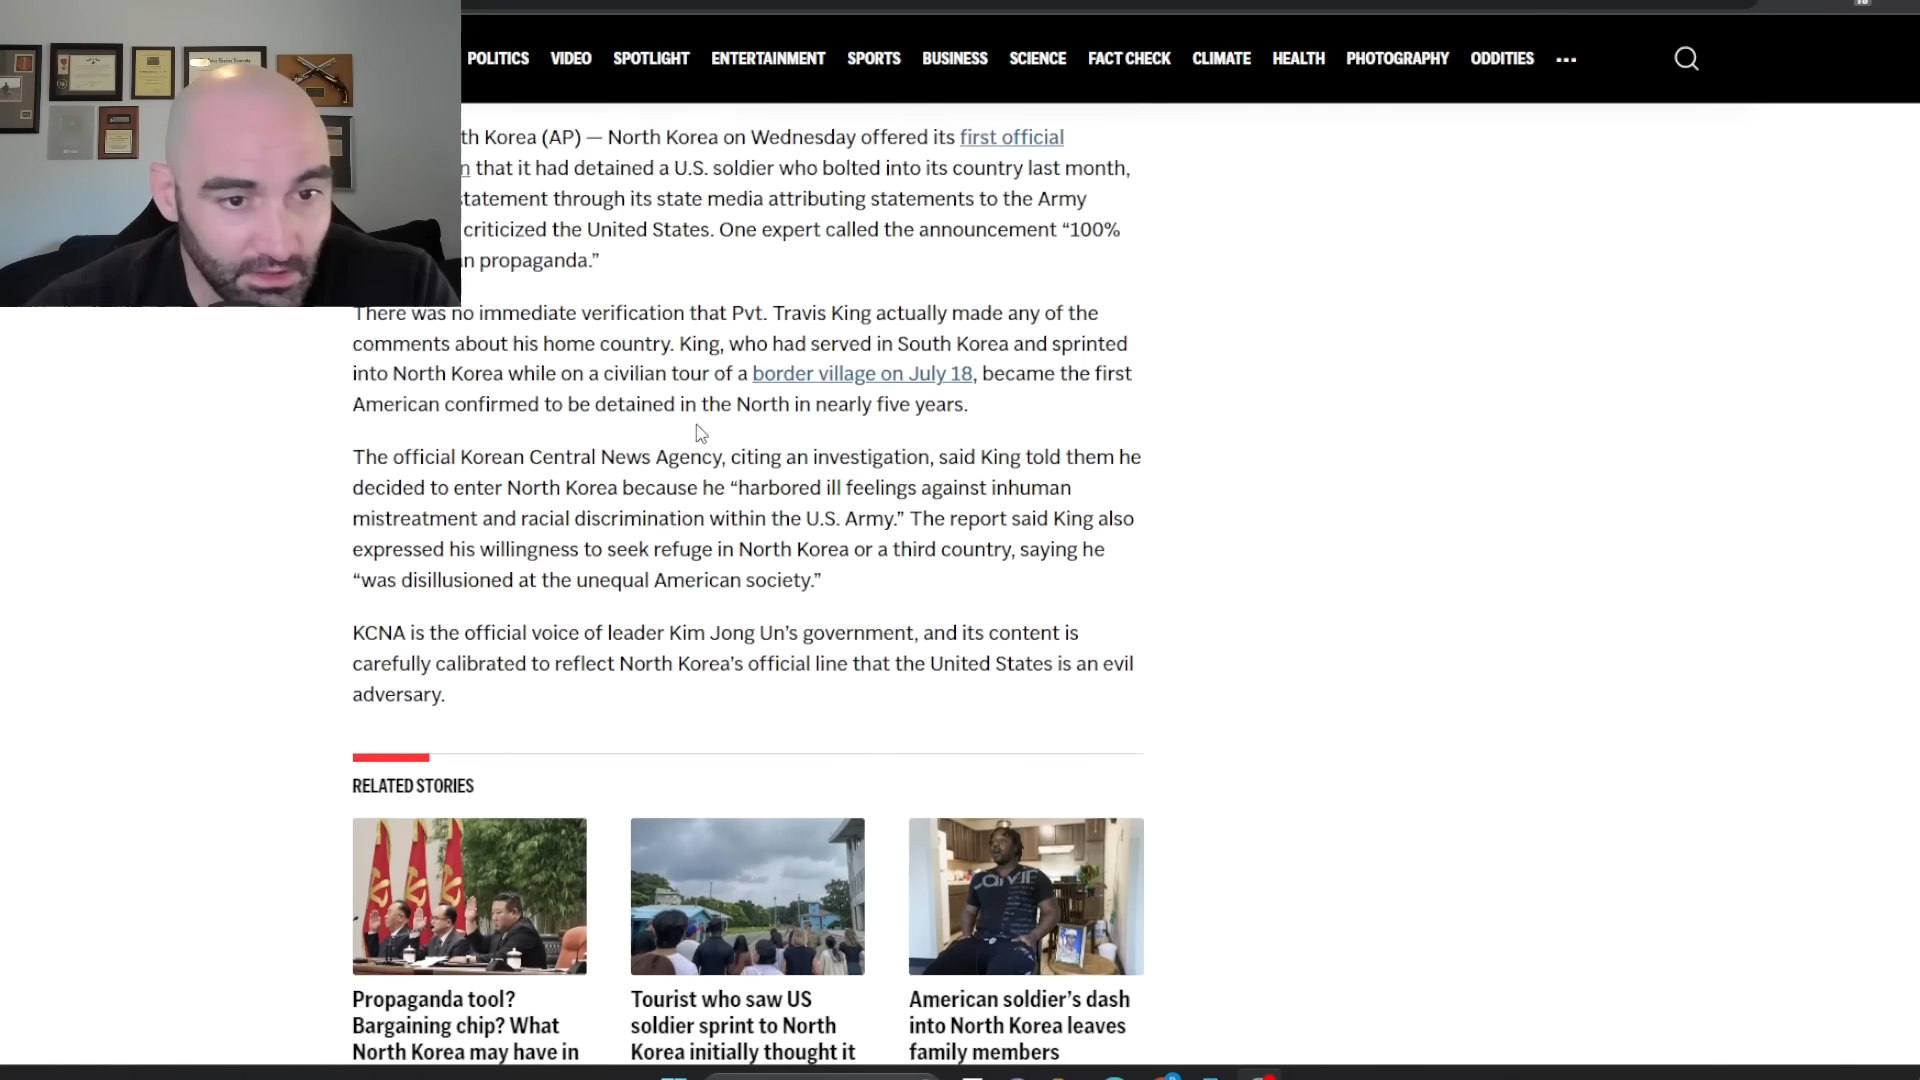 POLITICS VIDEO SPOTLIGHT ENTERTAINMENT SPORTS BUSINESS SCIENCE FACT CHECK CLIMATE HEALTH PHOTOGRAPHY ODDITIES ...
th Korea (AP) — North Korea on Wednesday offered its first official
n that it had detained a U.S. soldier who bolted into its country last month,
statement through its state media attributing statements to the Army
criticized the United States. One expert called the announcement “100%
n propaganda.”
There was no immediate verification that Pvt. Travis King actually made any of the
comments about his home country. King, who had served in South Korea and sprinted
into North Korea while on a civilian tour of a border village on July 18, became the first
American confirmed to be detained in the North in nearly five years.
The official Korean Central News Agency, citing an investigation, said King told them he
decided to enter North Korea because he “harbored ill feelings against inhuman
mistreatment and racial discrimination within the U.S. Army.” The report said King also
expressed his willingness to seek refuge in North Korea or a third country, saying he
“was disillusioned at the unequal American society.”
KCNA is the official voice of leader Kim Jong Un’s government, and its content is
carefully calibrated to reflect North Korea’s official line that the United States is an evil
adversary.
RELATED STORIES
Propaganda tool?
Bargaining chip? What
North Korea may have in
Tourist who saw US
soldier sprint to North
Korea initially thought it
American soldier’s dash
into North Korea leaves
family members